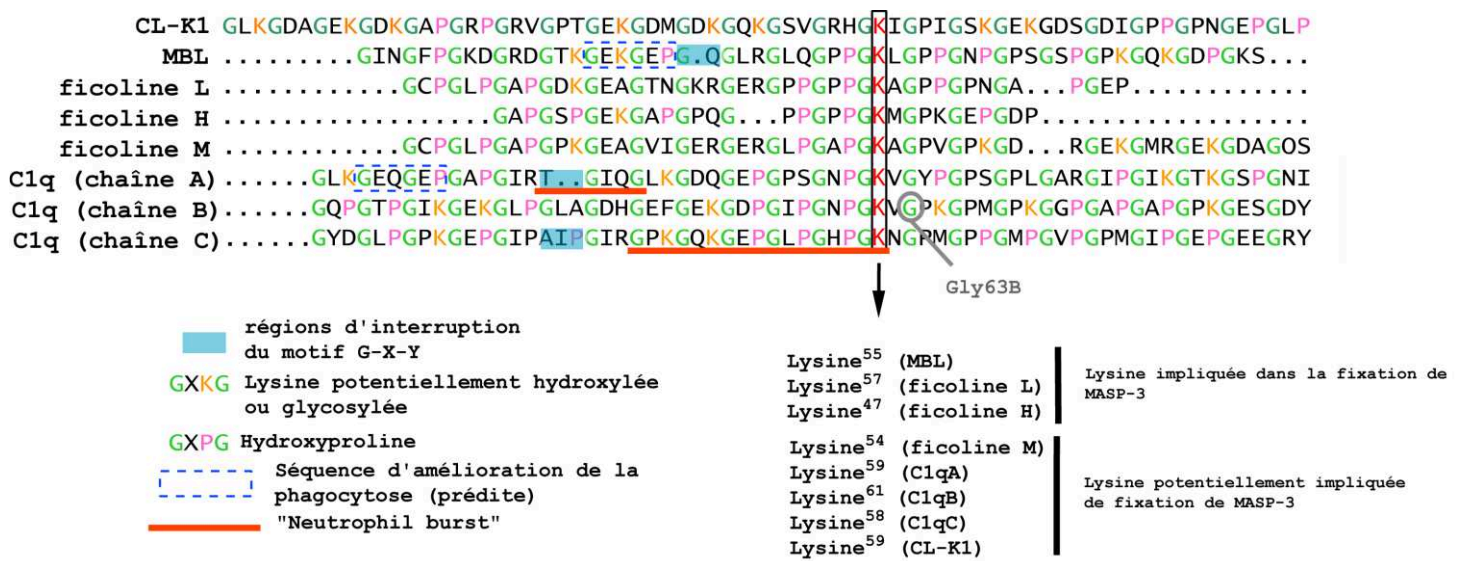 CL-K1 GLKGDAGEKGDKGAPGRPGRVGPTGEKGDMGDKGQKGSVGRHGKIGPIGSKGEKGDSGDIGPPGPNGEPGLP
MBL .........GINGFPGKDGRDGTKGEKGEPG.QGLRGLQGPPGKLGPPGNPGPSGSPGPKGQKGDPGKS...
ficoline L ............GCPGLPGAPGDKGEAGTNGKRGERGPPGPPGKAGPPGPNGA...PGEP............
ficoline H ..................GAPGSPGEKGAPGPQG...PPGPPGKMGPKGEPGDP..................
ficoline M ............GCPGLPGAPGPKGEAGVIGERGERGLPGAPGKAGPVGPKGD...RGEKGMRGEKGDAGOS
C1q (chaîne A) ......GLKGEQGEPGAPGIRT..GIQGLKGDQGEPGPSGNPGKVGYPGPSGPLGARGIPGIKGTKGSPGNI
C1q (chaîne B) ......GQPGTPGIKGEKGLPGLAGDHGEFGEKGDPGIPGNPGKVGPKGPMGPKGGPGAPGAPGPKGESGDY
C1q (chaîne C) ......GYDGLPGPKGEPGIPAIPGIRGPKGQKGEPGLPGHPGKNGPMGPPGMPGVPGPMGIPGEPGEEGRY
Gly63B
régions d'interruption
du motif G-X-Y
GXKG Lysine potentiellement hydroxylée
ou glycosylée
GXPG Hydroxyproline
Séquence d'amélioration de la
phagocytose (prédite)
"Neutrophil burst"
Lysine55 (MBL)
Lysine57 (ficoline L)
Lysine47 (ficoline H)
Lysine impliquée dans la fixation de
MASP-3
Lysine54 (ficoline M)
Lysine59 (C1qA)
Lysine61 (C1qB)
Lysine58 (C1qC)
Lysine59 (CL-K1)
Lysine potentiellement impliquée
de fixation de MASP-3